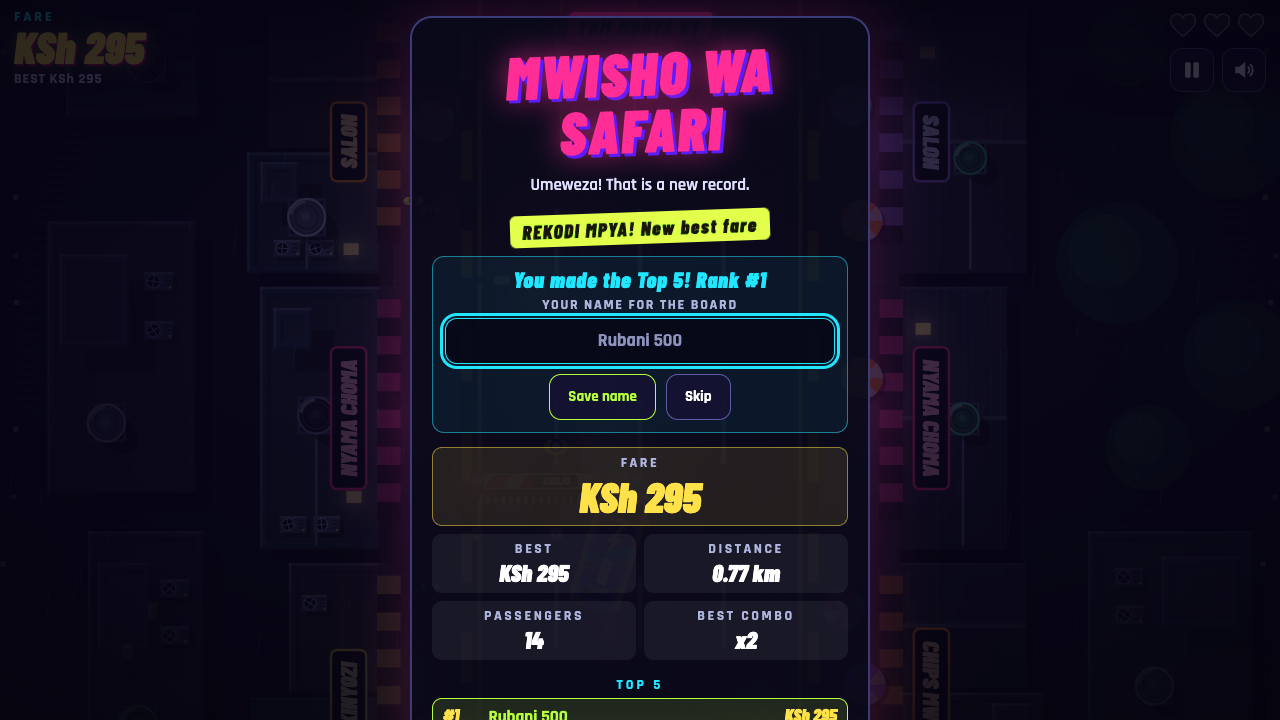 FARE
KSh 295
BEST KSh 295
MWISHO WA
SAFARI
Umeweza! That is a new record.
REKODI MPYA! New best fare
You made the Top 5! Rank #1
YOUR NAME FOR THE BOARD
Rubani 500
Save name
Skip
FARE
KSh 295
BEST
KSh 295
DISTANCE
0.77 km
PASSENGERS
14
BEST COMBO
x2
TOP 5
#1 Rubani 500 KSh 295
SALON
NYAMA CHOMA
KINYOZI
SALON
NYAMA CHOMA